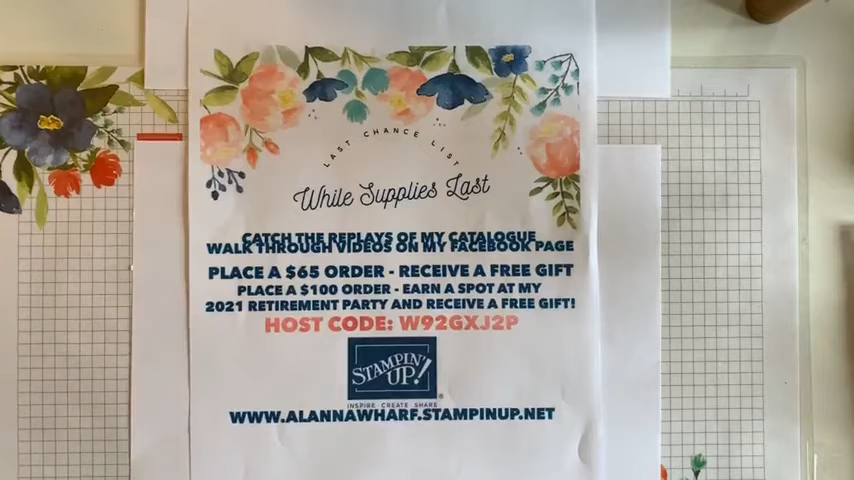 LAST CHANCE LIST
While Supplies Last
CATCH THE REPLAYS OF MY CATALOGUE
WALK THROUGH VIDEOS ON MY FACEBOOK PAGE
PLACE A $65 ORDER - RECEIVE A FREE GIFT
PLACE A $100 ORDER - EARN A SPOT AT MY
2021 RETIREMENT PARTY AND RECEIVE A FREE GIFT!
HOST CODE: W92GXJ2P
STAMPIN' UP!®
INSPIRE CREATE SHARE
WWW.ALANNAWHARF.STAMPINUP.NET